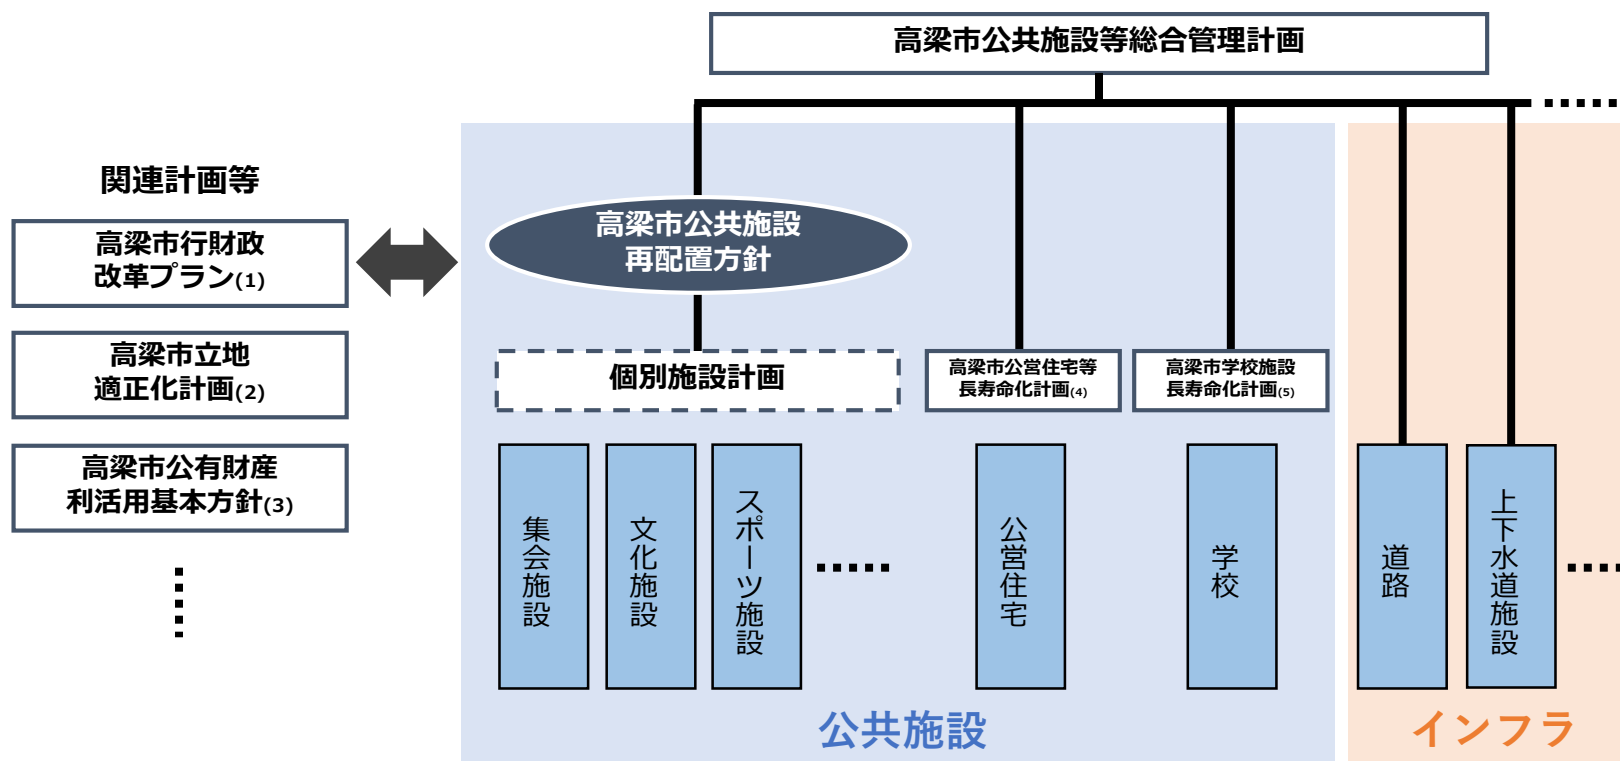 高梁市公共施設等総合管理計画
関連計画等
高梁市行財政
改革プラン(1)
高梁市立地
適正化計画(2)
高梁市公有財産
利活用基本方針(3)
高梁市公共施設
再配置方針
個別施設計画
高梁市公営住宅等
長寿命化計画(4)
高梁市学校施設
長寿命化計画(5)
集会施設
文化施設
スポーツ施設
公営住宅
学校
道路
上下水道施設
公共施設
インフラ